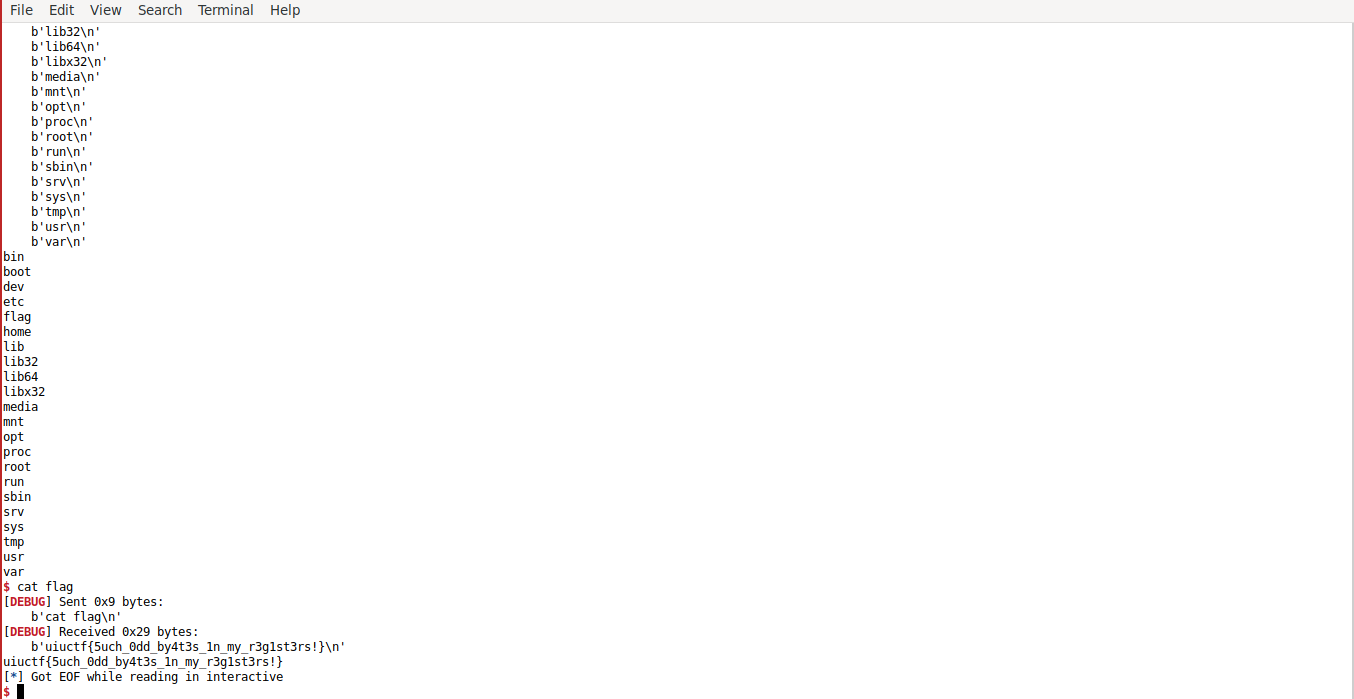 File Edit View Search Terminal Help
b'lib32\n'
b'lib64\n'
b'libx32\n'
b'media\n'
b'mnt\n'
b'opt\n'
b'proc\n'
b'root\n'
b'run\n'
b'sbin\n'
b'srv\n'
b'sys\n'
b'tmp\n'
b'usr\n'
b'var\n'
bin
boot
dev
etc
flag
home
lib
lib32
lib64
libx32
media
mnt
opt
proc
root
run
sbin
srv
sys
tmp
usr
var
$ cat flag
[DEBUG] Sent 0x9 bytes:
b'cat flag\n'
[DEBUG] Received 0x29 bytes:
b'uiuctf{5uch_0dd_by4t3s_1n_my_r3g1st3rs!}\n'
uiuctf{5uch_0dd_by4t3s_1n_my_r3g1st3rs!}
[*] Got EOF while reading in interactive
$